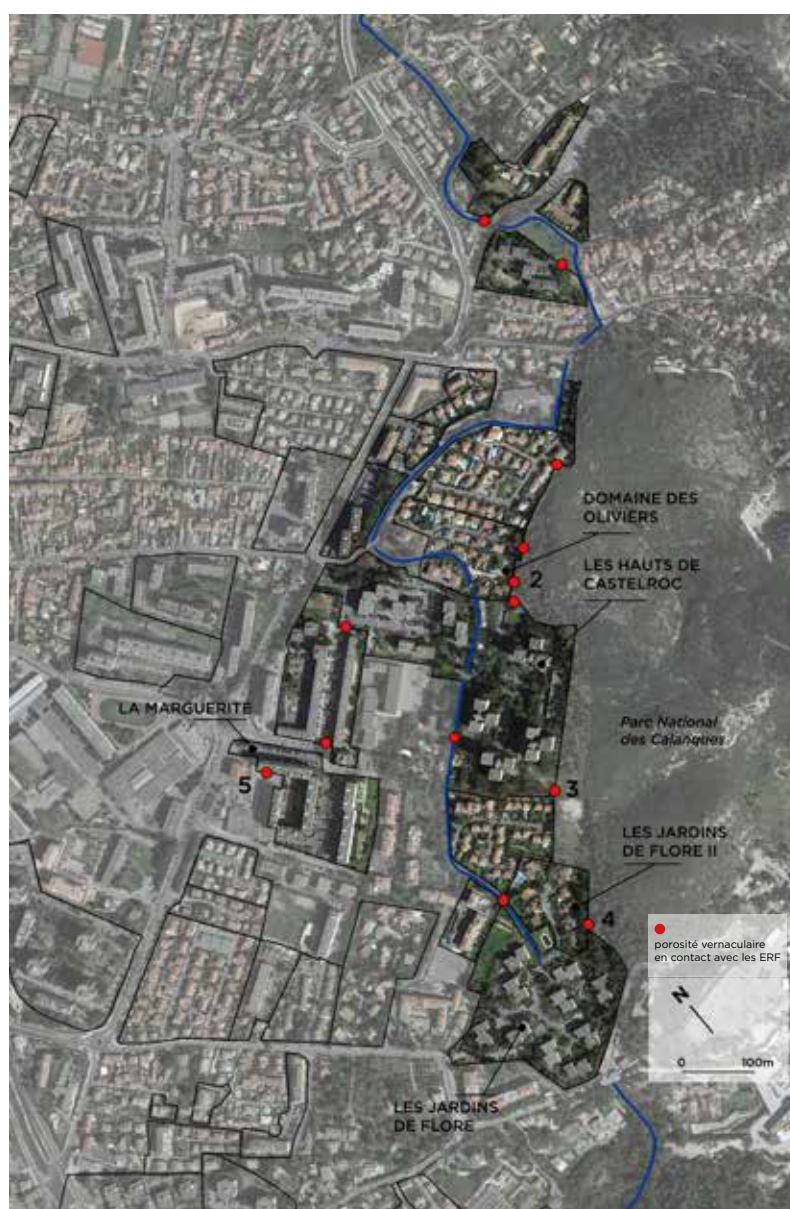 DOMAINE DES
OLIVIERS
2
LES HAUTS DE
CASTELROC
LA MARGUERITE
Parc National
des Calanques
5
3
LES JARDINS
DE FLORE II
4
porosité vernaculaire
en contact avec les ERF
N
0 100m
LES JARDINS
DE FLORE